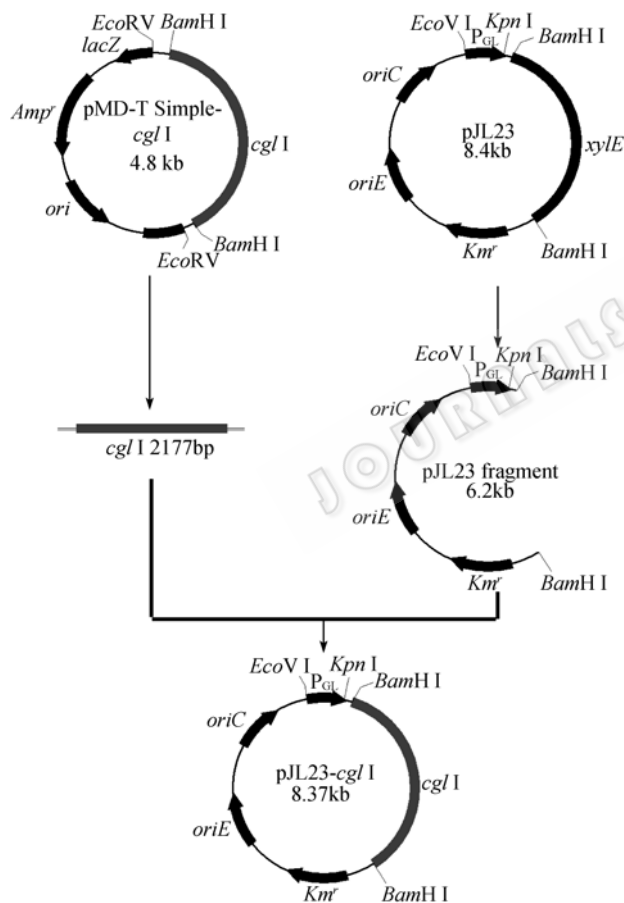 EcoRV BamH I
lacZ
Ampr
pMD-T Simple-
cgl I
4.8 kb
cgl I
ori
BamH I
EcoRV
EcoV I Kpn I
PGL BamH I
oriC
pJL23
8.4kb
xylE
oriE
Kmr
BamH I
cgl I 2177bp
EcoV I Kpn I
PGL BamH I
oriC
pJL23 fragment
6.2kb
oriE
Kmr
BamH I
JOURNALS
EcoV I Kpn I
PGL BamH I
oriC
pJL23-cgl I
8.37kb
cgl I
oriE
Kmr
BamH I